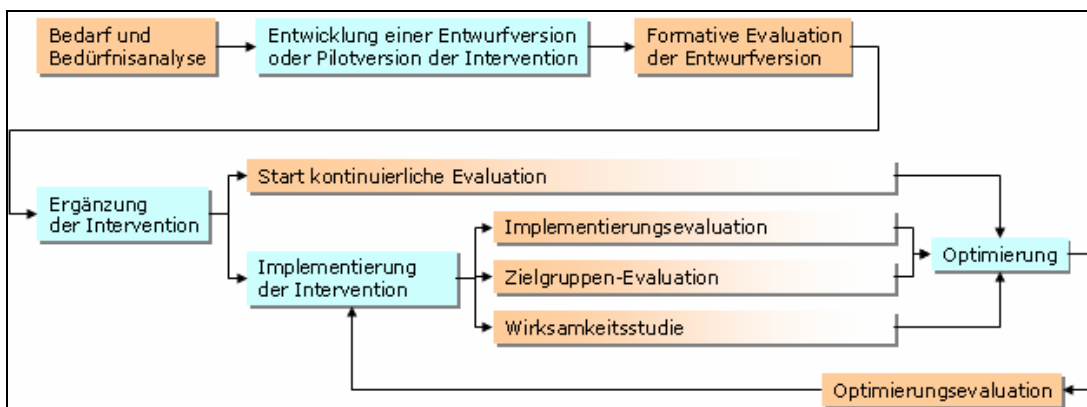 Bedarf und
Bedürfnisanalyse
Entwicklung einer Entwurfversion
oder Pilotversion der Intervention
Formative Evaluation
der Entwurfversion
Ergänzung
der Intervention
Start kontinuierliche Evaluation
Implementierung
der Intervention
Implementierungsevaluation
Zielgruppen-Evaluation
Wirksamkeitsstudie
Optimierung
Optimierungsevaluation